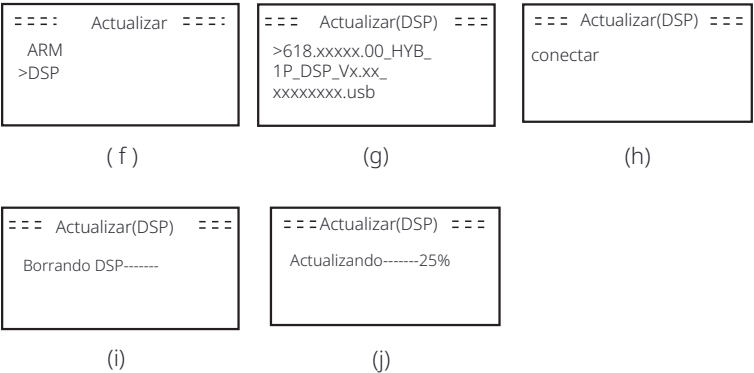 ==== Actualizar ====
ARM
>DSP
( f )
=== Actualizar(DSP) ===
>618.xxxxx.00_HYB_
1P_DSP_Vx.xx_
xxxxxxxx.usb
(g)
=== Actualizar(DSP) ===
conectar
(h)
=== Actualizar(DSP) ===
Borrando DSP-------
(i)
===Actualizar(DSP) ===
Actualizando-------25%
(j)